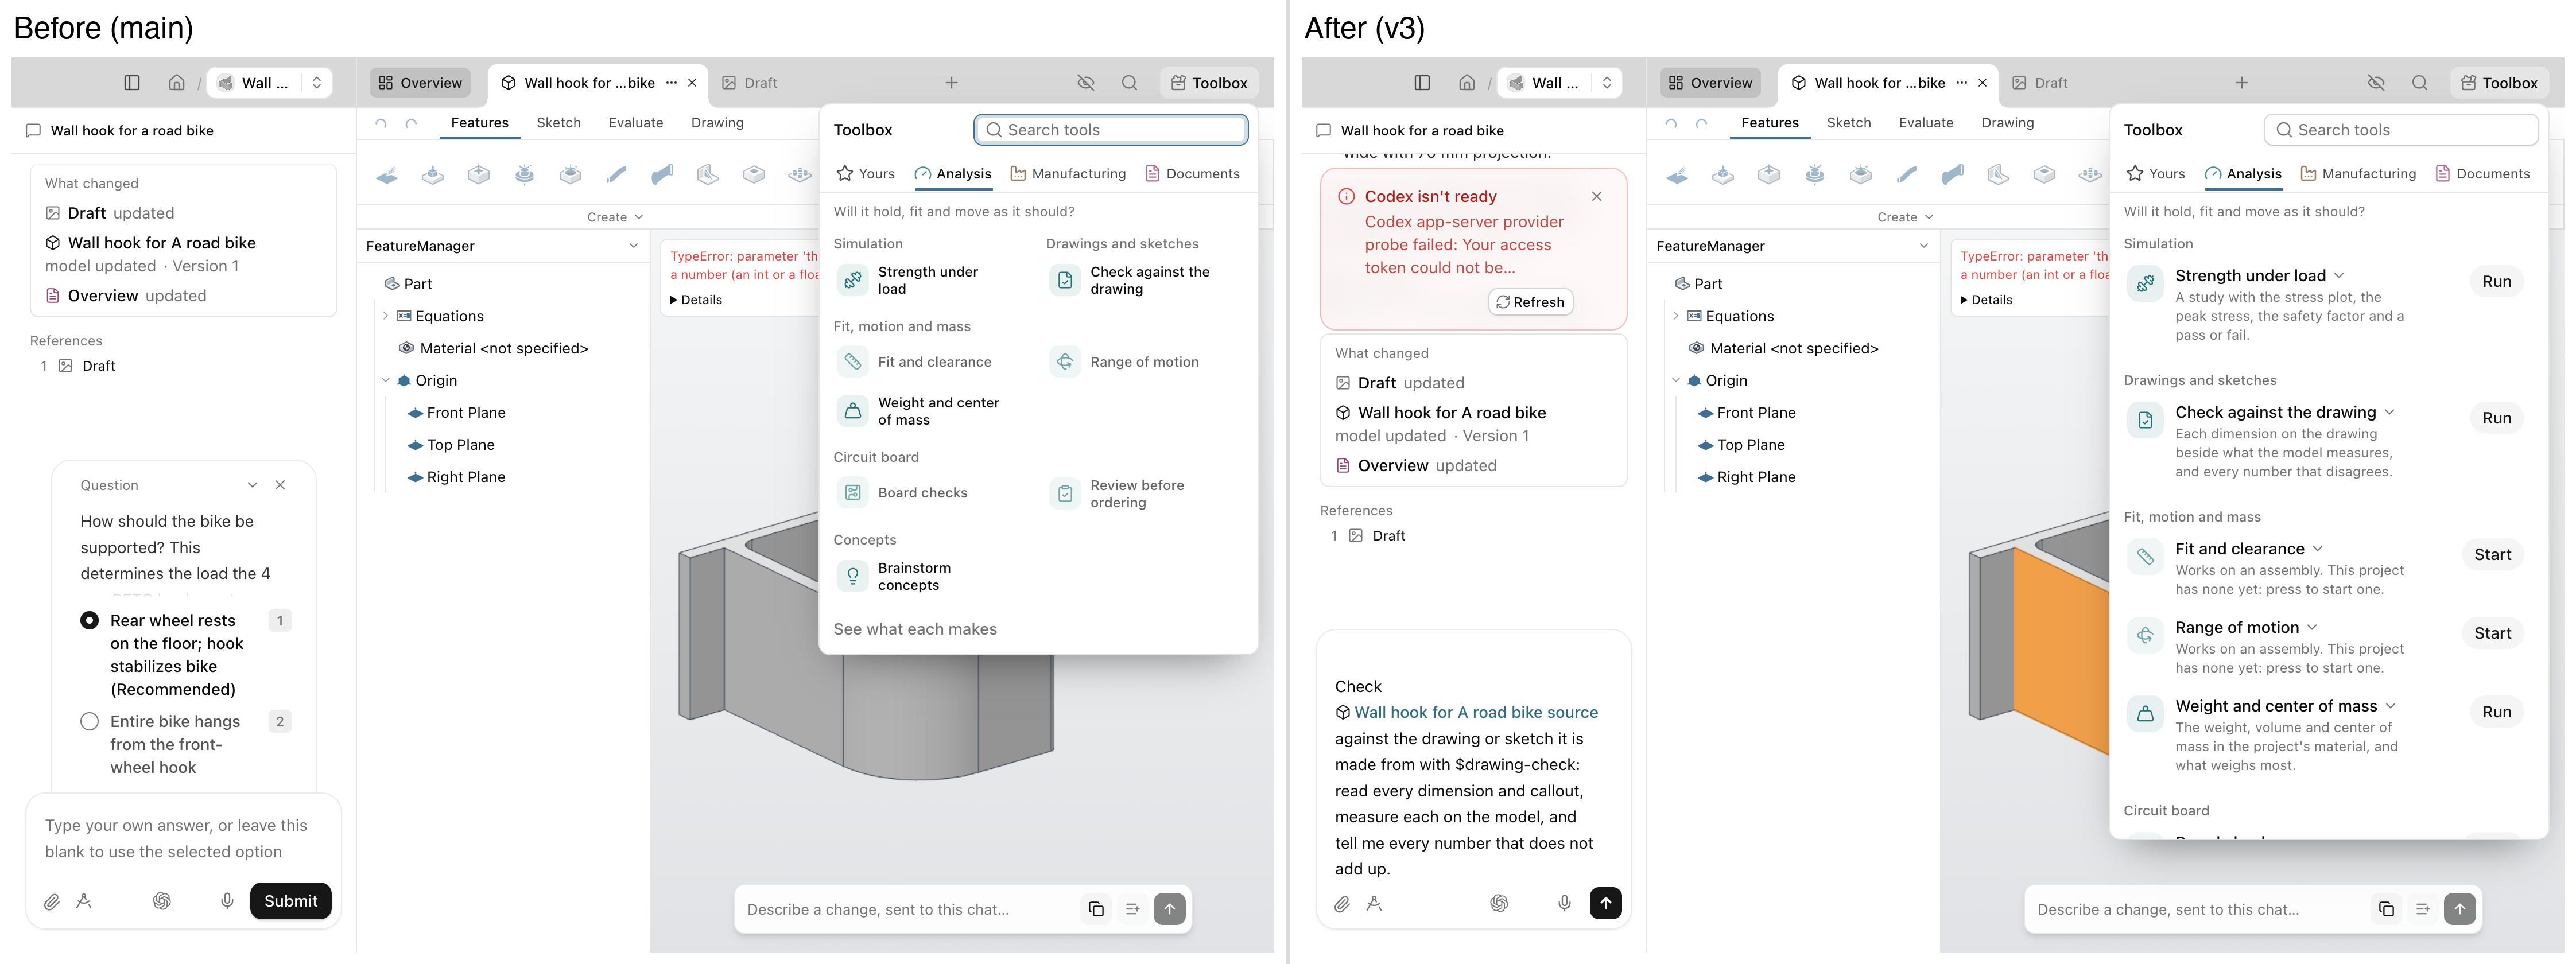 Before (main)
Wall ...
Overview
Wall hook for ...bike
Draft
Toolbox
Wall hook for a road bike
Features
Sketch
Evaluate
Drawing
Create
What changed
Draft updated
Wall hook for A road bike
model updated · Version 1
Overview updated
References
1 Draft
Question
How should the bike be
supported? This
determines the load the 4
Rear wheel rests
on the floor; hook
stabilizes bike
(Recommended)
1
Entire bike hangs
from the front-
wheel hook
2
Type your own answer, or leave this
blank to use the selected option
Submit
FeatureManager
Part
Equations
Material <not specified>
Origin
Front Plane
Top Plane
Right Plane
TypeError: parameter 'th
a number (an int or a floa
Details
Toolbox
Search tools
Yours
Analysis
Manufacturing
Documents
Will it hold, fit and move as it should?
Simulation
Strength under
load
Drawings and sketches
Check against the
drawing
Fit, motion and mass
Fit and clearance
Range of motion
Weight and center
of mass
Circuit board
Board checks
Review before
ordering
Concepts
Brainstorm
concepts
See what each makes
Describe a change, sent to this chat...
After (v3)
Wall ...
Overview
Wall hook for ...bike
Draft
Toolbox
Wall hook for a road bike
Features
Sketch
Evaluate
Drawing
Create
wide with 70 mm projection.
Codex isn't ready
Codex app-server provider
probe failed: Your access
token could not be...
Refresh
What changed
Draft updated
Wall hook for A road bike
model updated · Version 1
Overview updated
References
1 Draft
Check
Wall hook for A road bike source
against the drawing or sketch it is
made from with $drawing-check:
read every dimension and callout,
measure each on the model, and
tell me every number that does not
add up.
FeatureManager
Part
Equations
Material <not specified>
Origin
Front Plane
Top Plane
Right Plane
TypeError: parameter 'th
a number (an int or a floa
Details
Toolbox
Search tools
Yours
Analysis
Manufacturing
Documents
Will it hold, fit and move as it should?
Simulation
Strength under load
Run
A study with the stress plot, the
peak stress, the safety factor and a
pass or fail.
Drawings and sketches
Check against the drawing
Run
Each dimension on the drawing
beside what the model measures,
and every number that disagrees.
Fit, motion and mass
Fit and clearance
Start
Works on an assembly. This project
has none yet: press to start one.
Range of motion
Start
Works on an assembly. This project
has none yet: press to start one.
Weight and center of mass
Run
The weight, volume and center of
mass in the project's material, and
what weighs most.
Circuit board
Describe a change, sent to this chat...